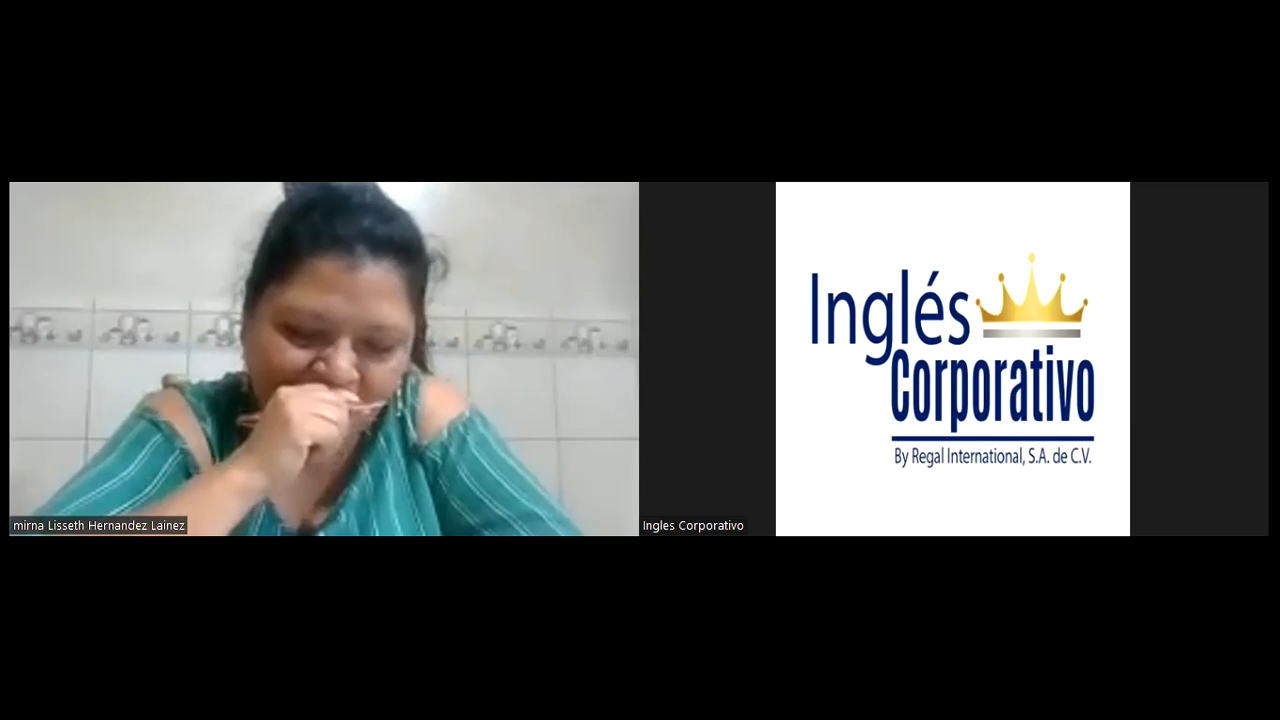 Inglés
Corporativo
By Regal International, S.A. de C.V.
mirna Lisseth Hernandez Lainez
Ingles Corporativo